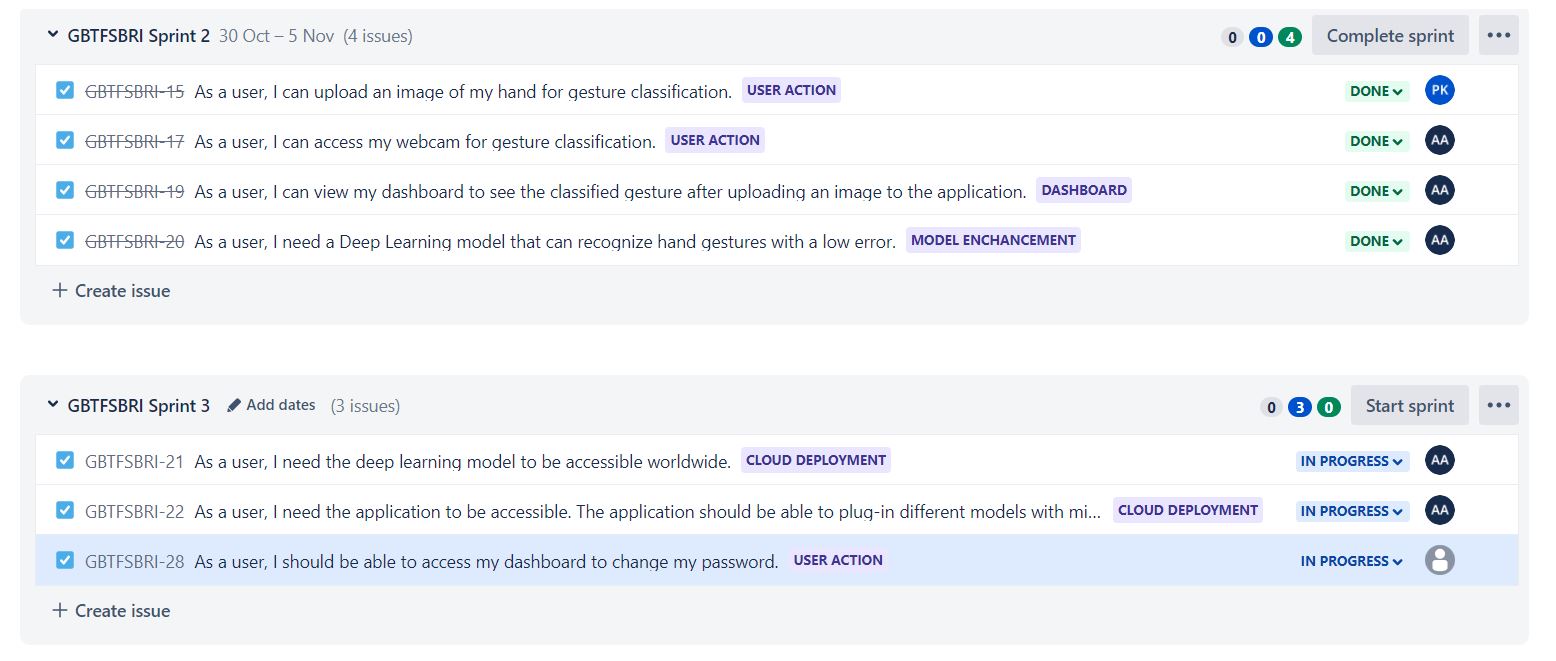 GBTFSBRI Sprint 2 30 Oct – 5 Nov (4 issues) 0 0 4 Complete sprint
GBTFSBRI-15 As a user, I can upload an image of my hand for gesture classification. USER ACTION DONE PK
GBTFSBRI-17 As a user, I can access my webcam for gesture classification. USER ACTION DONE AA
GBTFSBRI-19 As a user, I can view my dashboard to see the classified gesture after uploading an image to the application. DASHBOARD DONE AA
GBTFSBRI-20 As a user, I need a Deep Learning model that can recognize hand gestures with a low error. MODEL ENCHANCEMENT DONE AA
+ Create issue
GBTFSBRI Sprint 3 Add dates (3 issues) 0 3 0 Start sprint
GBTFSBRI-21 As a user, I need the deep learning model to be accessible worldwide. CLOUD DEPLOYMENT IN PROGRESS AA
GBTFSBRI-22 As a user, I need the application to be accessible. The application should be able to plug-in different models with mi... CLOUD DEPLOYMENT IN PROGRESS AA
GBTFSBRI-28 As a user, I should be able to access my dashboard to change my password. USER ACTION IN PROGRESS
+ Create issue